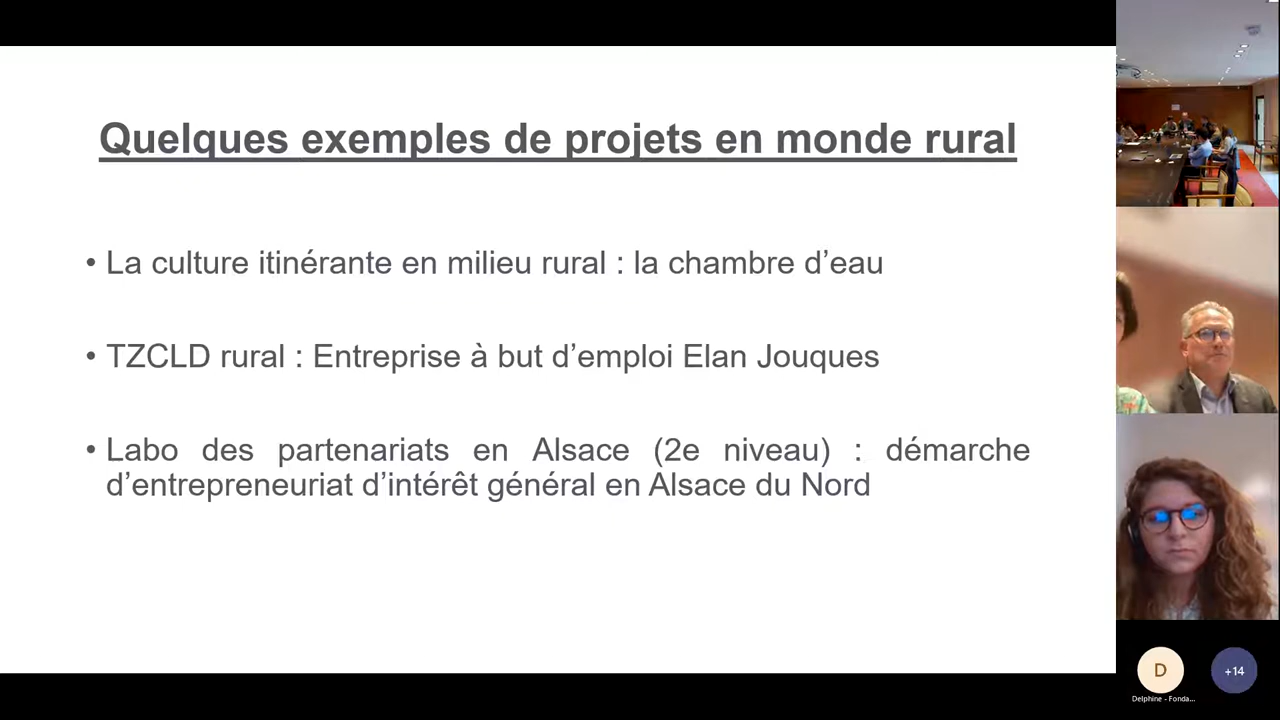 Quelques exemples de projets en monde rural
• La culture itinérante en milieu rural : la chambre d’eau
• TZCLD rural : Entreprise à but d’emploi Elan Jouques
• Labo des partenariats en Alsace (2e niveau) : démarche
d’entrepreneuriat d’intérêt général en Alsace du Nord
D
+14
Delphine - Fonda...